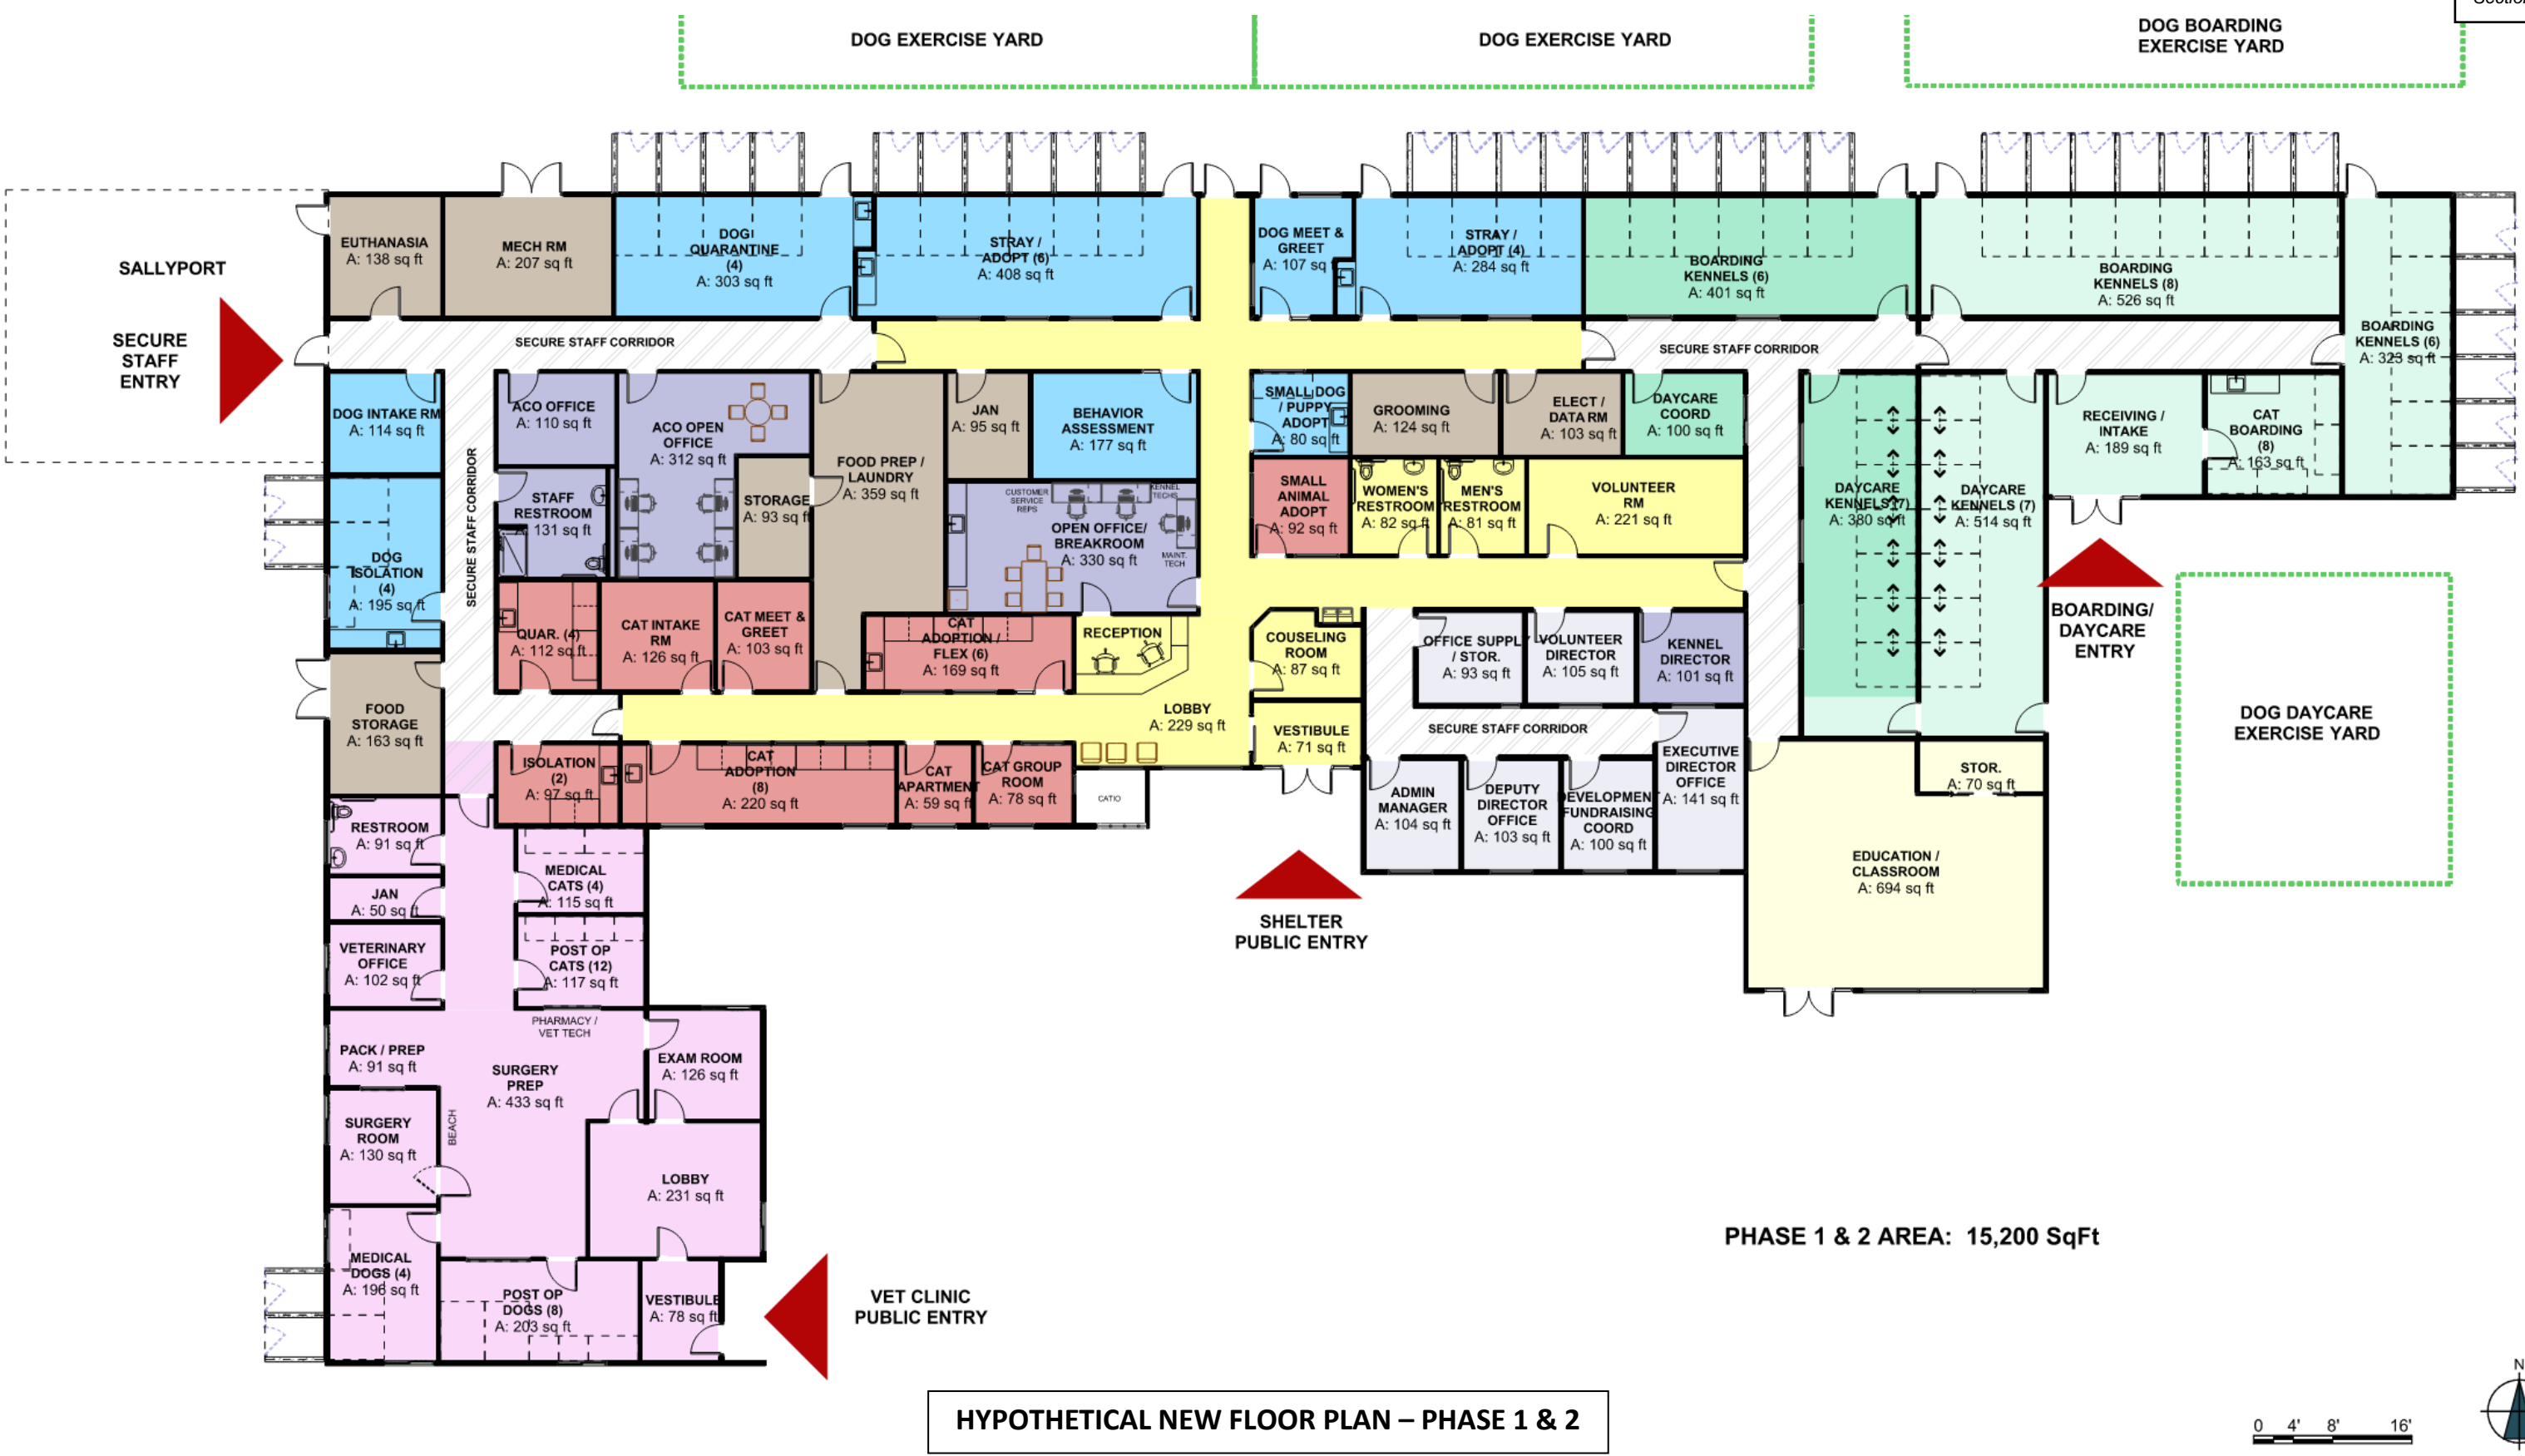 Section
DOG EXERCISE YARD
DOG EXERCISE YARD
DOG BOARDING
EXERCISE YARD
SALLYPORT
SECURE
STAFF
ENTRY
EUTHANASIA
A: 138 sq ft
MECH RM
A: 207 sq ft
DOG
QUARANTINE
(4)
A: 303 sq ft
STRAY /
ADOPT (6)
A: 408 sq ft
DOG MEET &
GREET
A: 107 sq
STRAY /
ADOPT (4)
A: 284 sq ft
BOARDING
KENNELS (6)
A: 401 sq ft
BOARDING
KENNELS (8)
A: 526 sq ft
BOARDING
KENNELS (6)
A: 323 sq ft
SECURE STAFF CORRIDOR
SECURE STAFF CORRIDOR
DOG INTAKE RM
A: 114 sq ft
SECURE STAFF CORRIDOR
ACO OFFICE
A: 110 sq ft
ACO OPEN
OFFICE
A: 312 sq ft
STORAGE
A: 93 sq ft
FOOD PREP /
LAUNDRY
A: 359 sq ft
JAN
A: 95 sq ft
BEHAVIOR
ASSESSMENT
A: 177 sq ft
SMALL DOG
/ PUPPY
ADOPT
A: 80 sq ft
GROOMING
A: 124 sq ft
ELECT /
DATA RM
A: 103 sq ft
DAYCARE
COORD
A: 100 sq ft
DAYCARE
KENNELS (7)
A: 380 sq ft
DAYCARE
KENNELS (7)
A: 514 sq ft
RECEIVING /
INTAKE
A: 189 sq ft
CAT
BOARDING
(8)
A: 163 sq ft
STAFF
RESTROOM
A: 131 sq ft
CUSTOMER
SERVICE
REPS
KENNEL
TECHS
OPEN OFFICE/
BREAKROOM
A: 330 sq ft
MAINT.
TECH
SMALL
ANIMAL
ADOPT
A: 92 sq ft
WOMEN'S
RESTROOM
A: 82 sq ft
MEN'S
RESTROOM
A: 81 sq ft
VOLUNTEER
RM
A: 221 sq ft
DOG
ISOLATION
(4)
A: 195 sq ft
QUAR. (4)
A: 112 sq ft
CAT INTAKE
RM
A: 126 sq ft
CAT MEET &
GREET
A: 103 sq ft
CAT
ADOPTION /
FLEX (6)
A: 169 sq ft
RECEPTION
COUSELING
ROOM
A: 87 sq ft
OFFICE SUPPLY
/ STOR.
A: 93 sq ft
VOLUNTEER
DIRECTOR
A: 105 sq ft
KENNEL
DIRECTOR
A: 101 sq ft
BOARDING/
DAYCARE
ENTRY
FOOD
STORAGE
A: 163 sq ft
LOBBY
A: 229 sq ft
VESTIBULE
A: 71 sq ft
SECURE STAFF CORRIDOR
DOG DAYCARE
EXERCISE YARD
ISOLATION
(2)
A: 97 sq ft
CAT
ADOPTION
(8)
A: 220 sq ft
CAT
APARTMENT
A: 59 sq ft
CAT GROUP
ROOM
A: 78 sq ft
CATIO
ADMIN
MANAGER
A: 104 sq ft
DEPUTY
DIRECTOR
OFFICE
A: 103 sq ft
DEVELOPMENT
FUNDRAISING
COORD
A: 100 sq ft
EXECUTIVE
DIRECTOR
OFFICE
A: 141 sq ft
STOR.
A: 70 sq ft
EDUCATION /
CLASSROOM
A: 694 sq ft
RESTROOM
A: 91 sq ft
JAN
A: 50 sq ft
MEDICAL
CATS (4)
A: 115 sq ft
SHELTER
PUBLIC ENTRY
VETERINARY
OFFICE
A: 102 sq ft
POST OP
CATS (12)
A: 117 sq ft
PHARMACY /
VET TECH
PACK / PREP
A: 91 sq ft
SURGERY
PREP
A: 433 sq ft
EXAM ROOM
A: 126 sq ft
SURGERY
ROOM
A: 130 sq ft
BEACH
LOBBY
A: 231 sq ft
PHASE 1 & 2 AREA: 15,200 SqFt
MEDICAL
DOGS (4)
A: 196 sq ft
POST OP
DOGS (8)
A: 203 sq ft
VESTIBULE
A: 78 sq ft
VET CLINIC
PUBLIC ENTRY
HYPOTHETICAL NEW FLOOR PLAN – PHASE 1 & 2
0 4' 8' 16'
N